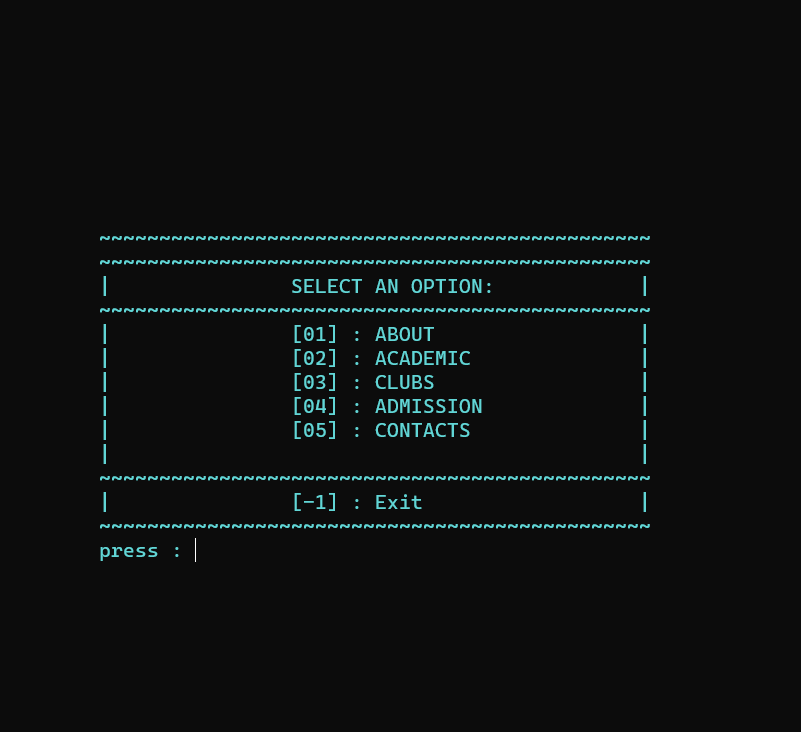 ~~~~~~~~~~~~~~~~~~~~~~~~~~~~~~~~~~~~~~~~~~~~~~
~~~~~~~~~~~~~~~~~~~~~~~~~~~~~~~~~~~~~~~~~~~~~~
|               SELECT AN OPTION:            |
~~~~~~~~~~~~~~~~~~~~~~~~~~~~~~~~~~~~~~~~~~~~~~
|               [01] : ABOUT                 |
|               [02] : ACADEMIC              |
|               [03] : CLUBS                 |
|               [04] : ADMISSION             |
|               [05] : CONTACTS              |
|                                            |
~~~~~~~~~~~~~~~~~~~~~~~~~~~~~~~~~~~~~~~~~~~~~~
|               [-1] : Exit                  |
~~~~~~~~~~~~~~~~~~~~~~~~~~~~~~~~~~~~~~~~~~~~~~
press :